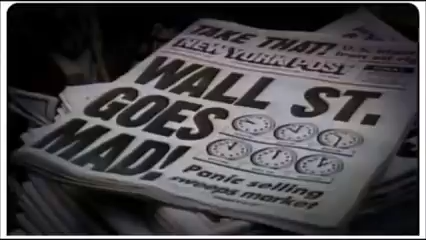 TAKE THAT!
NEW YORK POST
WALL ST.
GOES
MAD!
Panic selling
sweeps market